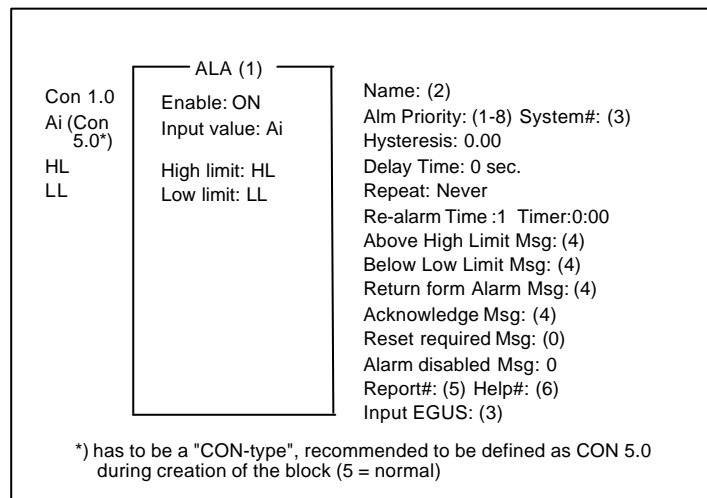 ALA (1)
Con 1.0
Enable: ON
Ai (Con
5.0*)
Input value: Ai
HL
High limit: HL
LL
Low limit: LL
Name: (2)
Alm Priority: (1-8) System#: (3)
Hysteresis: 0.00
Delay Time: 0 sec.
Repeat: Never
Re-alarm Time :1 Timer:0:00
Above High Limit Msg: (4)
Below Low Limit Msg: (4)
Return form Alarm Msg: (4)
Acknowledge Msg: (4)
Reset required Msg: (0)
Alarm disabled Msg: 0
Report#: (5) Help#: (6)
Input EGUS: (3)
*) has to be a "CON-type", recommended to be defined as CON 5.0
during creation of the block (5 = normal)